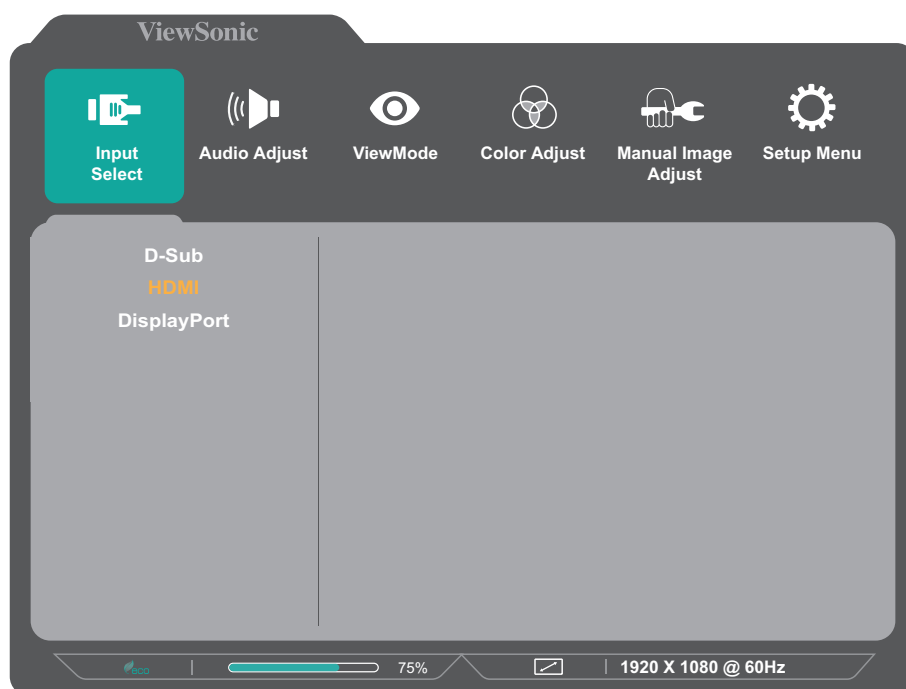 ViewSonic
Input
Select
Audio Adjust
ViewMode
Color Adjust
Manual Image
Adjust
Setup Menu
D-Sub
HDMI
DisplayPort
eco
75%
1920 X 1080 @ 60Hz